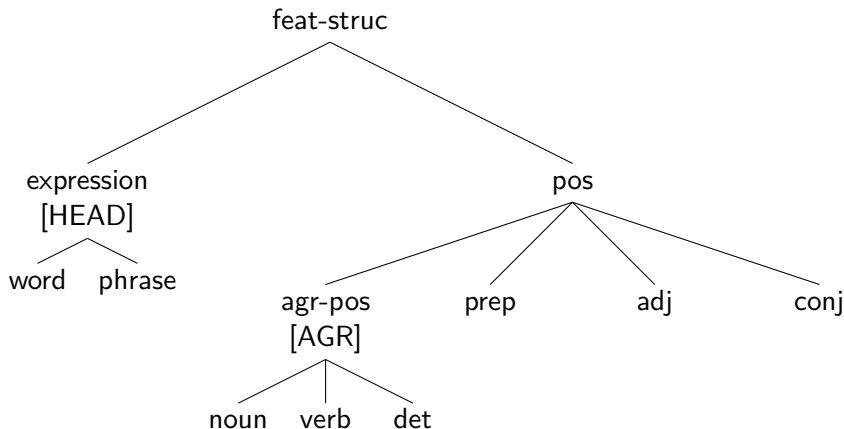 feat-struc
expression pos
[HEAD]
word phrase agr-pos prep adj conj
[AGR]
noun verb det